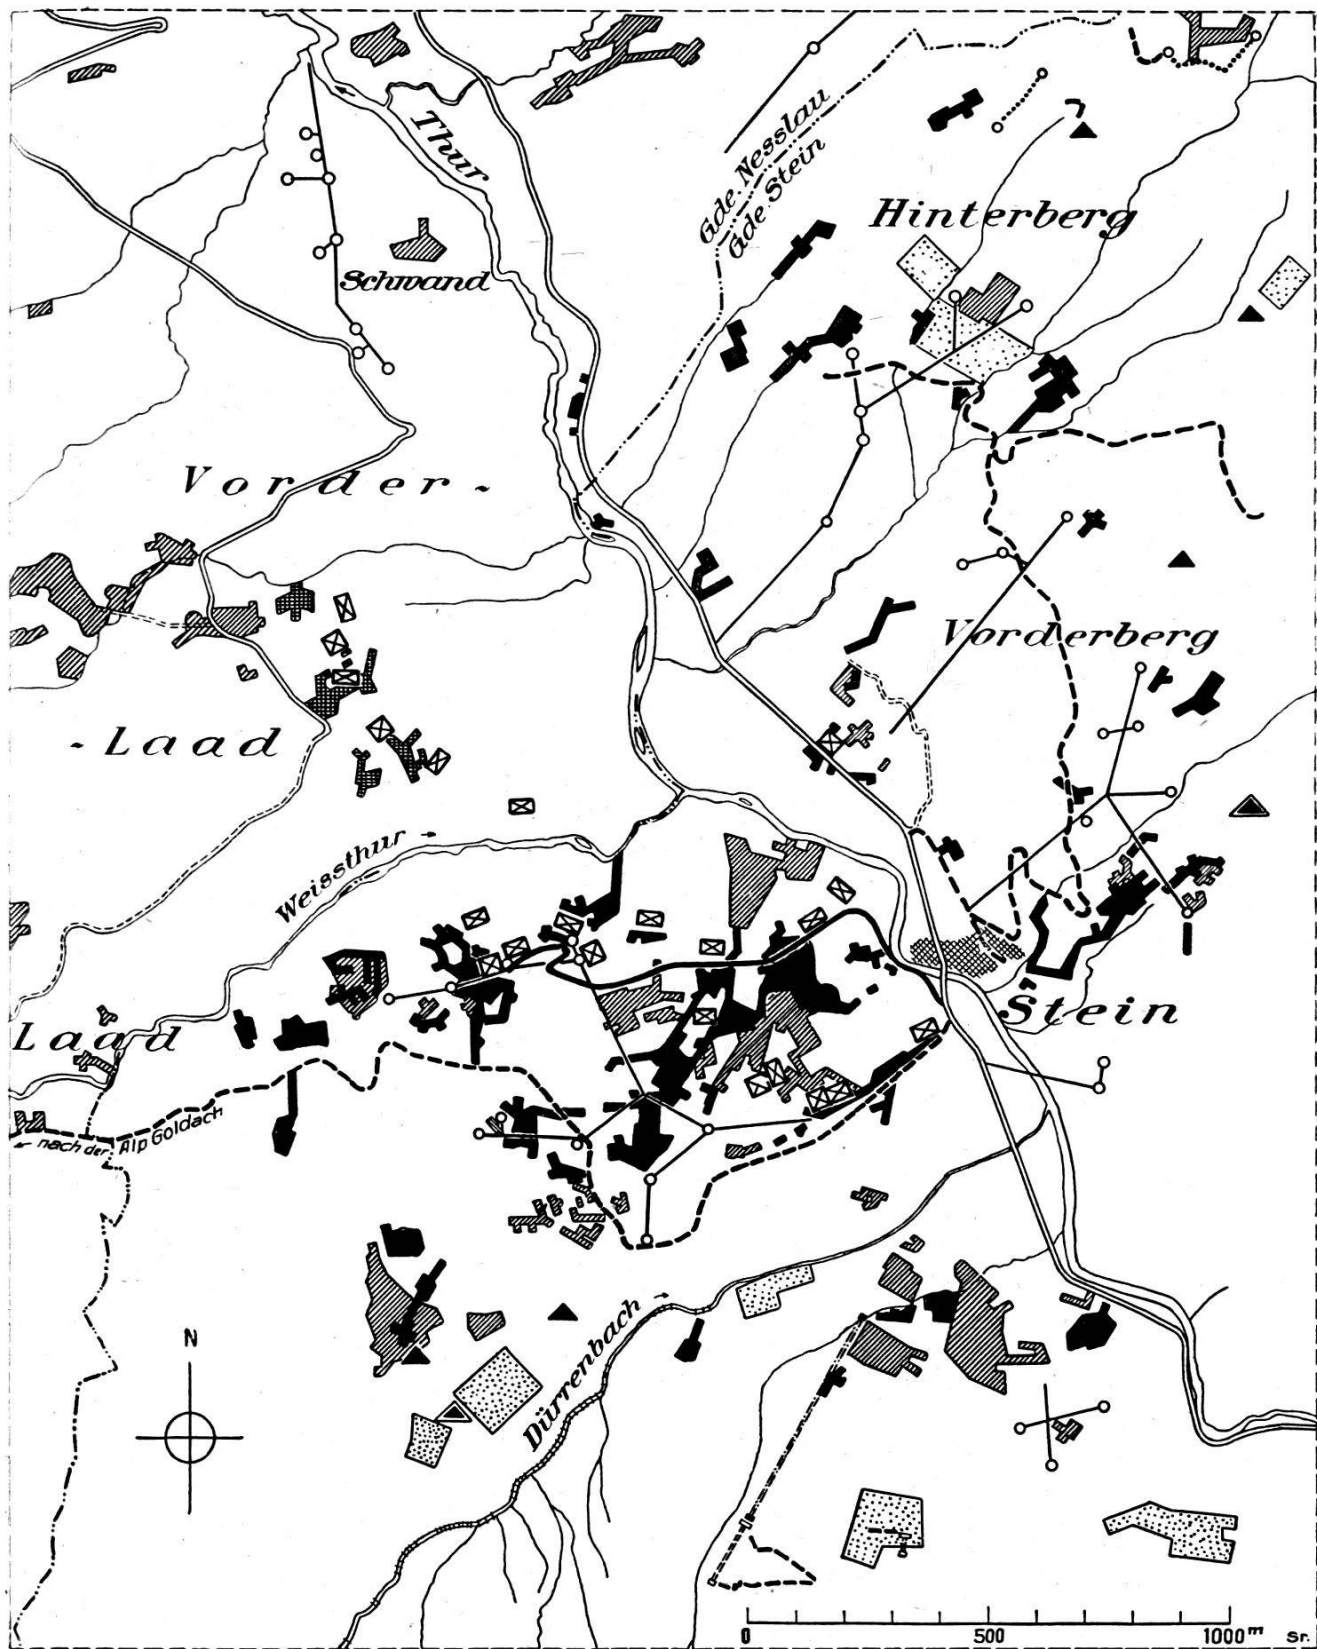 Thur
Gde. Nesslau
Gde Stein
Hinterberg
Schwand
Vorder-
Vorderberg
-Laad
Weissthur →
Stein
Laad
← nach der Alp Goldach
N
Dürrenbach →
0 500 1000 m Sr.